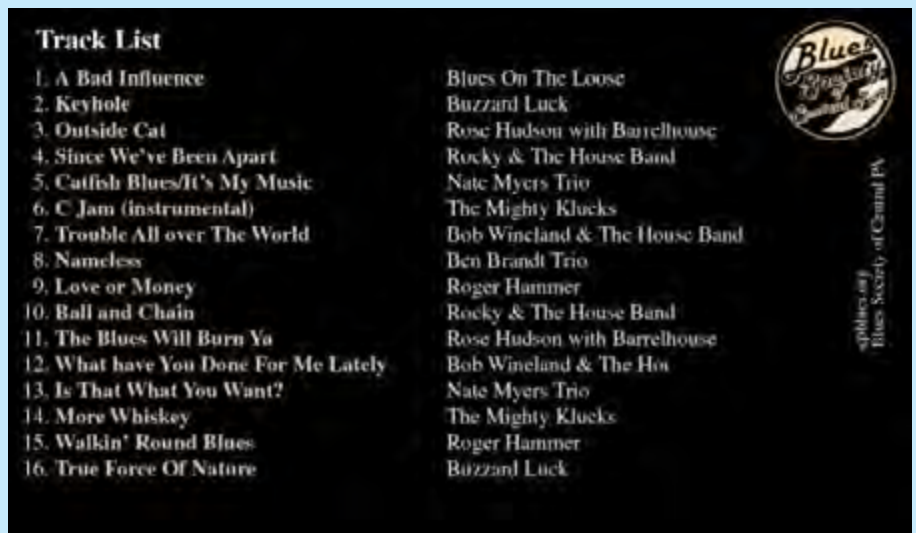 Track List
1. A Bad Influence Blues On The Loose
2. Keyhole Buzzard Luck
3. Outside Cat Rose Hudson with Barrelhouse
4. Since We've Been Apart Rocky & The House Band
5. Catfish Blues/It's My Music Nate Myers Trio
6. C Jam (instrumental) The Mighty Klucks
7. Trouble All over The World Bob Wineland & The House Band
8. Nameless Ben Brandt Trio
9. Love or Money Roger Hammer
10. Ball and Chain Rocky & The House Band
11. The Blues Will Burn Ya Rose Hudson with Barrelhouse
12. What have You Done For Me Lately Bob Wineland & The
13. Is That What You Want? Nate Myers Trio
14. More Whiskey The Mighty Klucks
15. Walkin' Round Blues Roger Hammer
16. True Force Of Nature Buzzard Luck
Blues
Society
Blues Society of Central PA